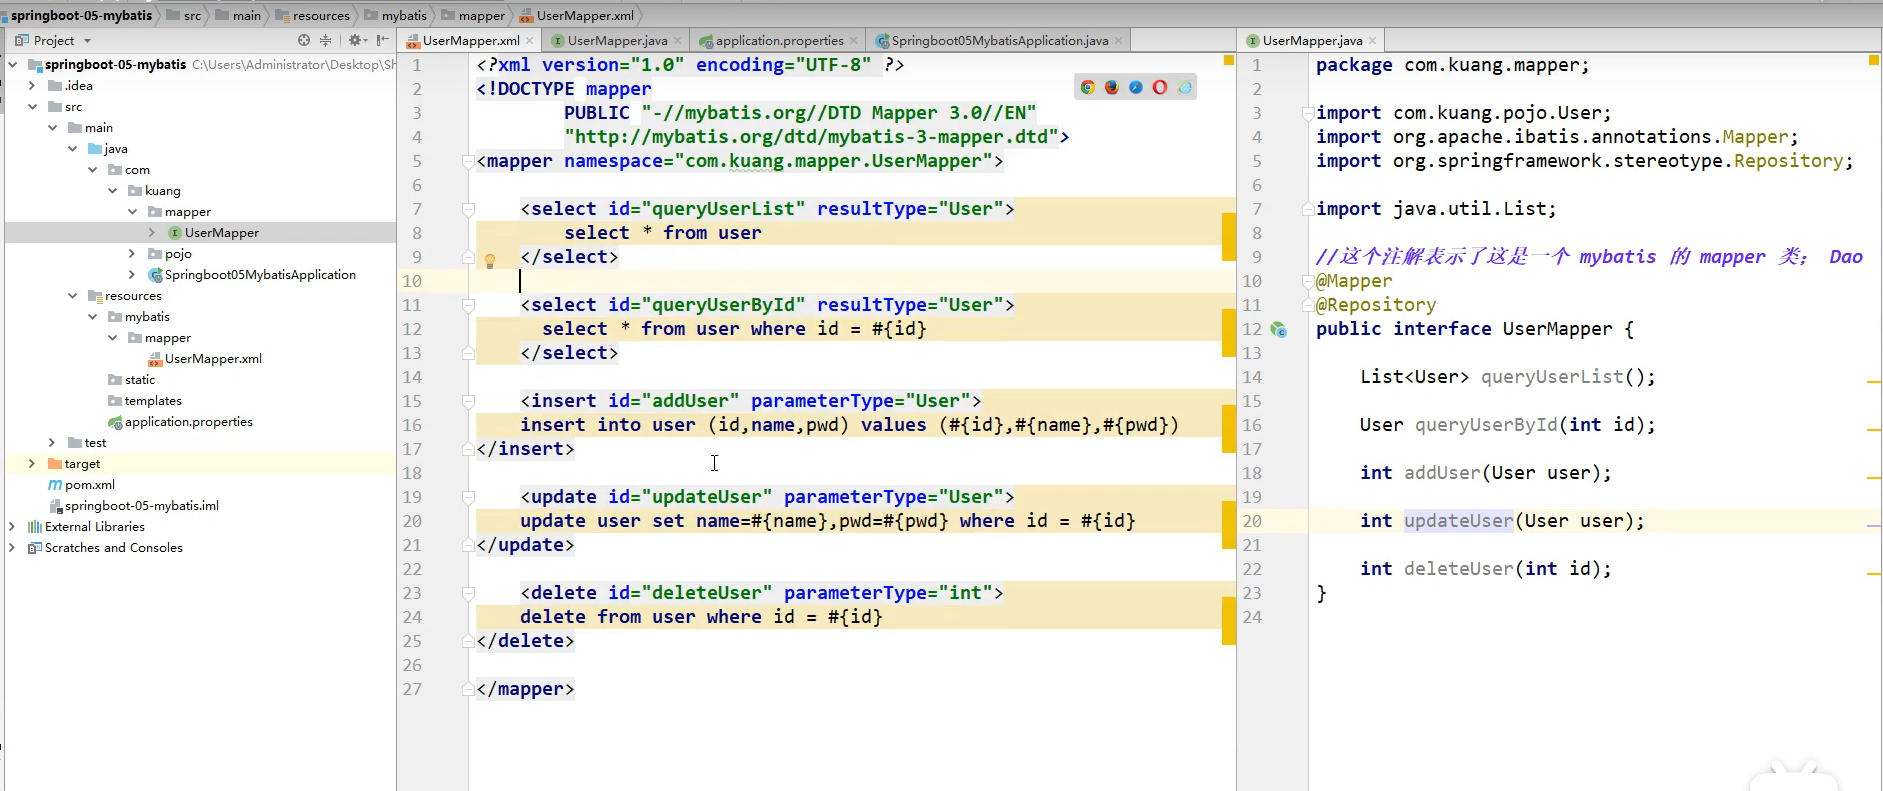 springboot-05-mybatis src main resources mybatis mapper UserMapper.xml
Project
springboot-05-mybatis C:\Users\Administrator\Desktop\Sh
.idea
src
main
java
com
kuang
mapper
UserMapper
pojo
Springboot05MybatisApplication
resources
mybatis
mapper
UserMapper.xml
static
templates
application.properties
test
target
pom.xml
springboot-05-mybatis.iml
External Libraries
Scratches and Consoles
UserMapper.xml UserMapper.java application.properties Springboot05MybatisApplication.java
1 <?xml version="1.0" encoding="UTF-8" ?>
2 <!DOCTYPE mapper
3 PUBLIC "-//mybatis.org//DTD Mapper 3.0//EN"
4 "http://mybatis.org/dtd/mybatis-3-mapper.dtd">
5 <mapper namespace="com.kuang.mapper.UserMapper">
6
7 <select id="queryUserList" resultType="User">
8 select * from user
9 </select>
10
11 <select id="queryUserById" resultType="User">
12 select * from user where id = #{id}
13 </select>
14
15 <insert id="addUser" parameterType="User">
16 insert into user (id,name,pwd) values (#{id},#{name},#{pwd})
17 </insert>
18
19 <update id="updateUser" parameterType="User">
20 update user set name=#{name},pwd=#{pwd} where id = #{id}
21 </update>
22
23 <delete id="deleteUser" parameterType="int">
24 delete from user where id = #{id}
25 </delete>
26
27 </mapper>
UserMapper.java
1 package com.kuang.mapper;
2
3 import com.kuang.pojo.User;
4 import org.apache.ibatis.annotations.Mapper;
5 import org.springframework.stereotype.Repository;
6
7 import java.util.List;
8
9 //这个注解表示了这是一个 mybatis 的 mapper 类； Dao
10 @Mapper
11 @Repository
12 public interface UserMapper {
13
14 List<User> queryUserList();
15
16 User queryUserById(int id);
17
18 int addUser(User user);
19
20 int updateUser(User user);
21
22 int deleteUser(int id);
23 }
24